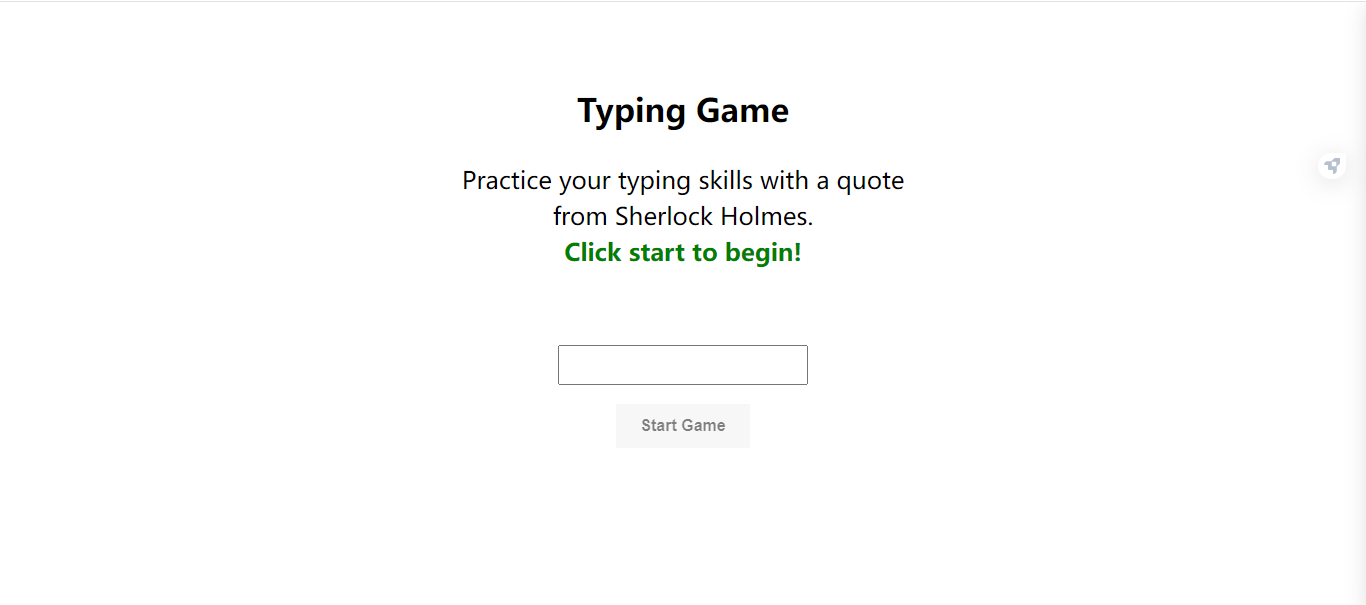 Typing Game
Practice your typing skills with a quote
from Sherlock Holmes.
Click start to begin!
Start Game